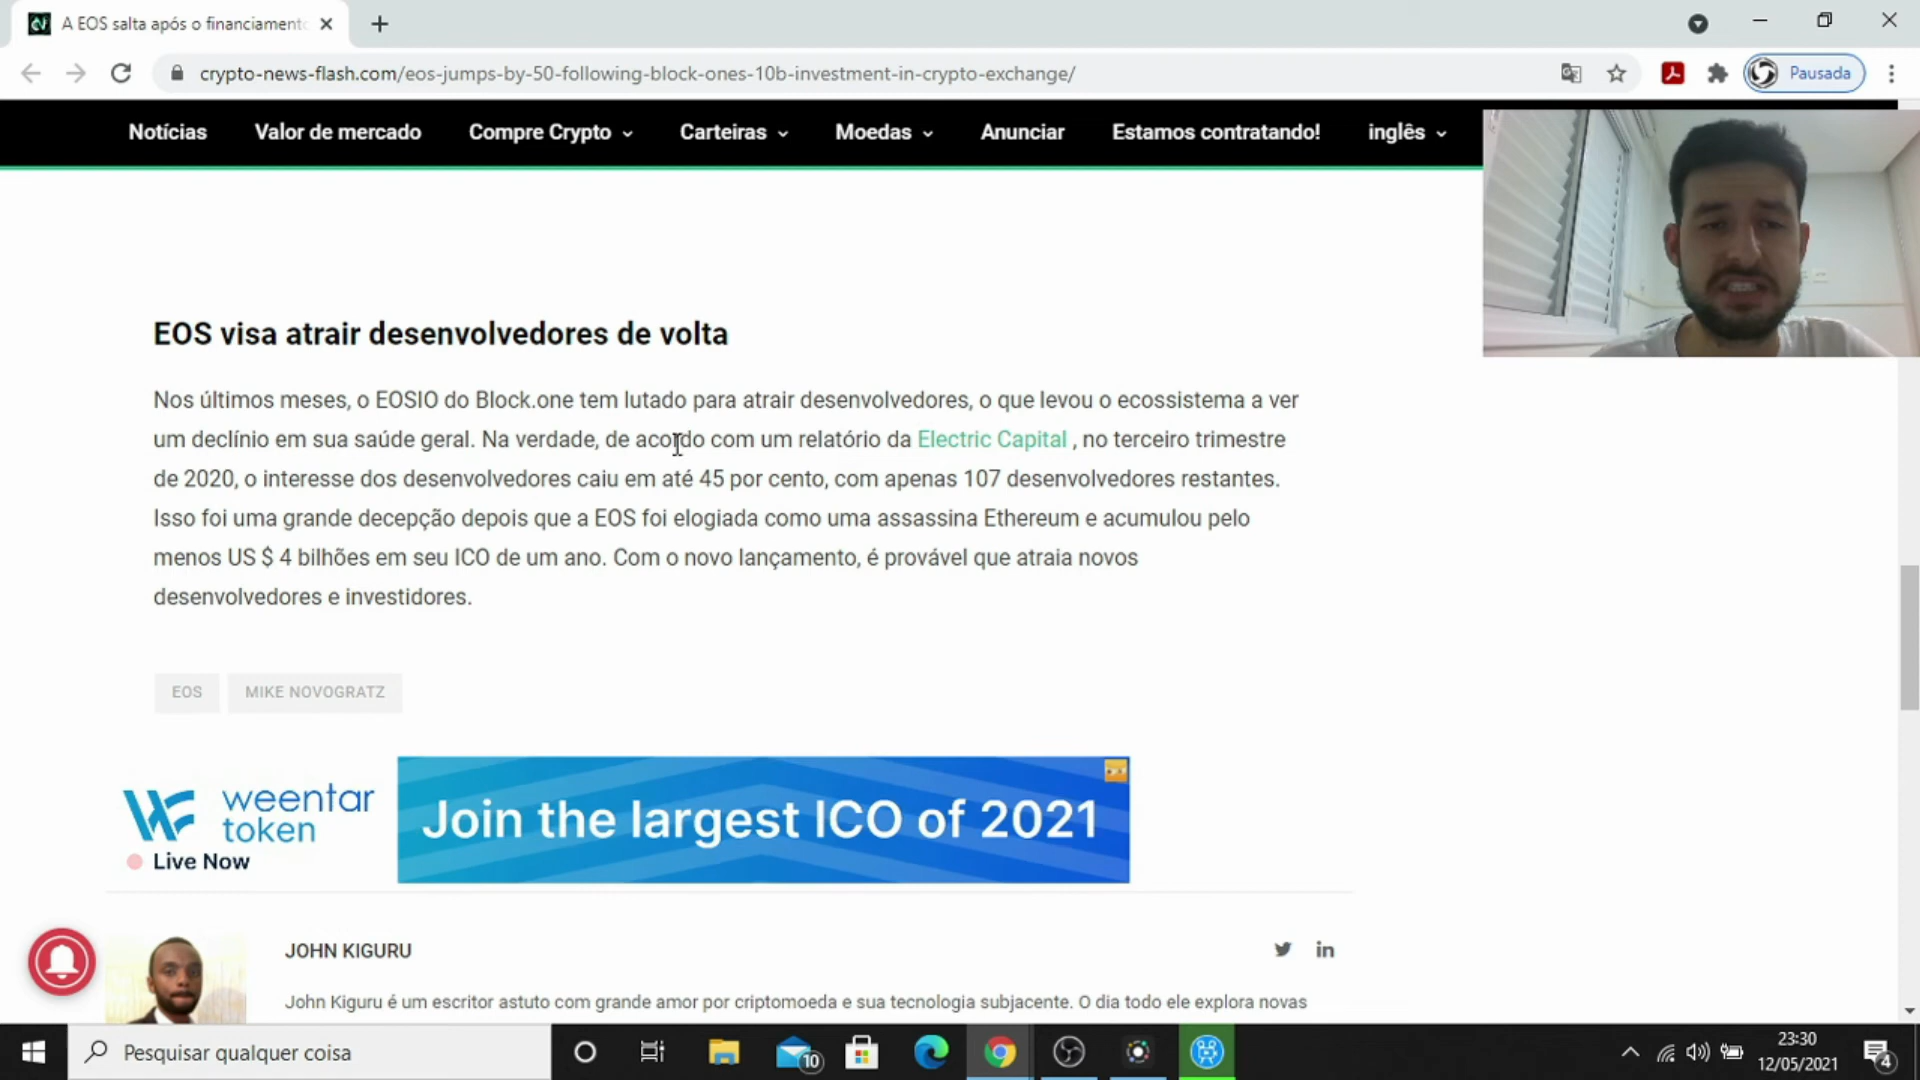 A EOS salta após o financiamento
crypto-news-flash.com/eos-jumps-by-50-following-block-ones-10b-investment-in-crypto-exchange/
Pausada
Notícias Valor de mercado Compre Crypto Carteiras Moedas Anunciar Estamos contratando! inglês
EOS visa atrair desenvolvedores de volta
Nos últimos meses, o EOSIO do Block.one tem lutado para atrair desenvolvedores, o que levou o ecossistema a ver
um declínio em sua saúde geral. Na verdade, de acordo com um relatório da Electric Capital , no terceiro trimestre
de 2020, o interesse dos desenvolvedores caiu em até 45 por cento, com apenas 107 desenvolvedores restantes.
Isso foi uma grande decepção depois que a EOS foi elogiada como uma assassina Ethereum e acumulou pelo
menos US $ 4 bilhões em seu ICO de um ano. Com o novo lançamento, é provável que atraia novos
desenvolvedores e investidores.
EOS MIKE NOVOGRATZ
weentar
token
Live Now
Join the largest ICO of 2021
JOHN KIGURU
John Kiguru é um escritor astuto com grande amor por criptomoeda e sua tecnologia subjacente. O dia todo ele explora novas
Pesquisar qualquer coisa
10
23:30
12/05/2021
4